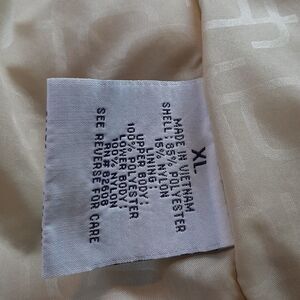 XL
MADE IN VIETNAM
SHELL: 85% POLYESTER
15% NYLON
LINING
UPPER BODY:
100% POLYESTER
LOWER BODY:
100% NYLON
RN# 82608
SEE REVERSE FOR CARE